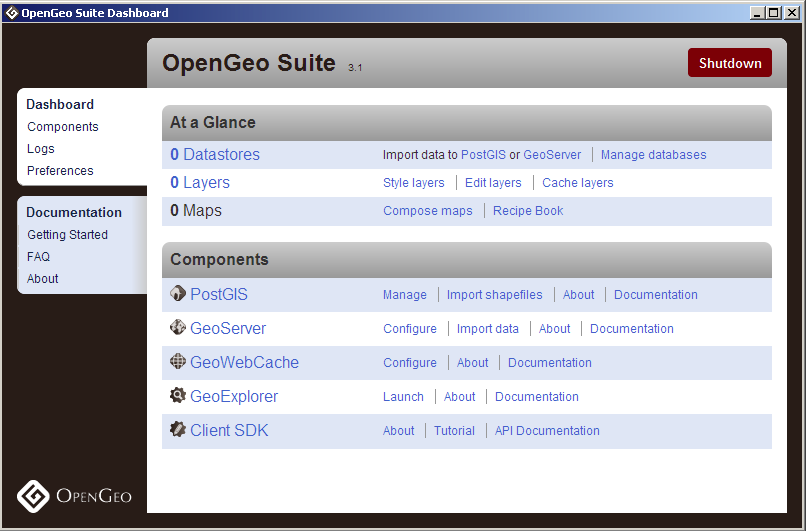 OpenGeo Suite Dashboard
OpenGeo Suite 3.1
Shutdown
Dashboard
Components
Logs
Preferences
Documentation
Getting Started
FAQ
About
At a Glance
0 Datastores Import data to PostGIS or GeoServer Manage databases
0 Layers Style layers Edit layers Cache layers
0 Maps Compose maps Recipe Book
Components
PostGIS Manage Import shapefiles About Documentation
GeoServer Configure Import data About Documentation
GeoWebCache Configure About Documentation
GeoExplorer Launch About Documentation
Client SDK About Tutorial API Documentation
OpenGeo